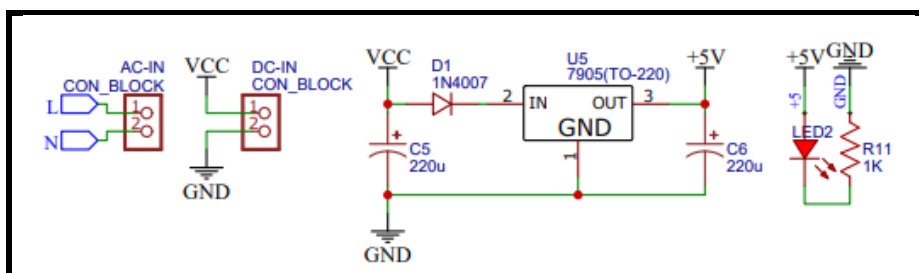 AC-IN
CON_BLOCK
L
N
1
2
VCC
DC-IN
CON_BLOCK
1
2
GND
VCC
D1
1N4007
U5
7905(TO-220)
2
IN
OUT
3
GND
1
+
C5
220u
GND
+5V
+
C6
220u
+5V
+5
GND
GND
LED2
R11
1K